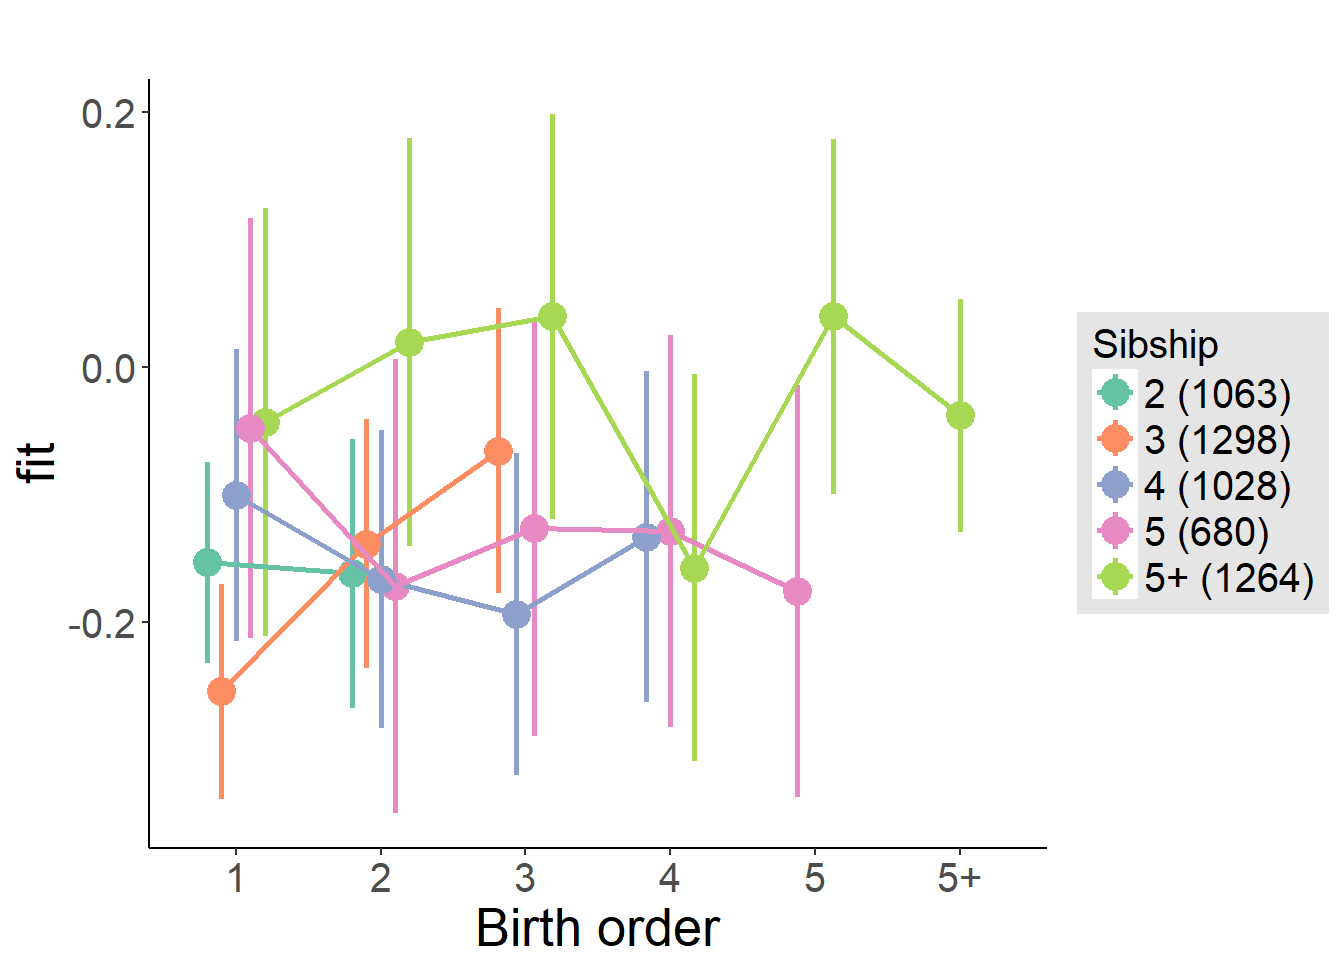 0.2
0.0
-0.2
fit
1 2 3 4 5 5+
Birth order
Sibship
2 (1063)
3 (1298)
4 (1028)
5 (680)
5+ (1264)